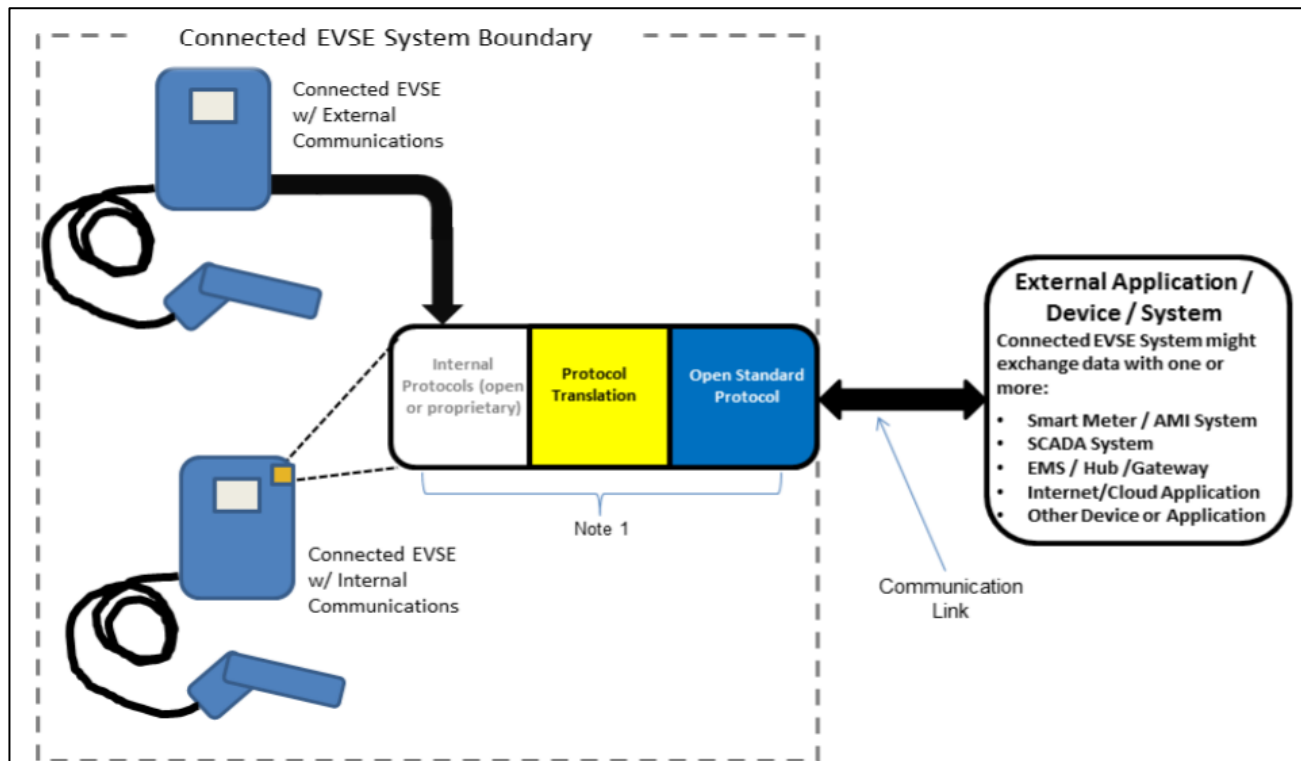 Connected EVSE System Boundary
Connected EVSE
w/ External
Communications
Internal
Protocols (open
or proprietary)
Protocol
Translation
Open Standard
Protocol
Note 1
Connected EVSE
w/ Internal
Communications
Communication
Link
External Application /
Device / System
Connected EVSE System might
exchange data with one or
more:
• Smart Meter / AMI System
• SCADA System
• EMS / Hub /Gateway
• Internet/Cloud Application
• Other Device or Application